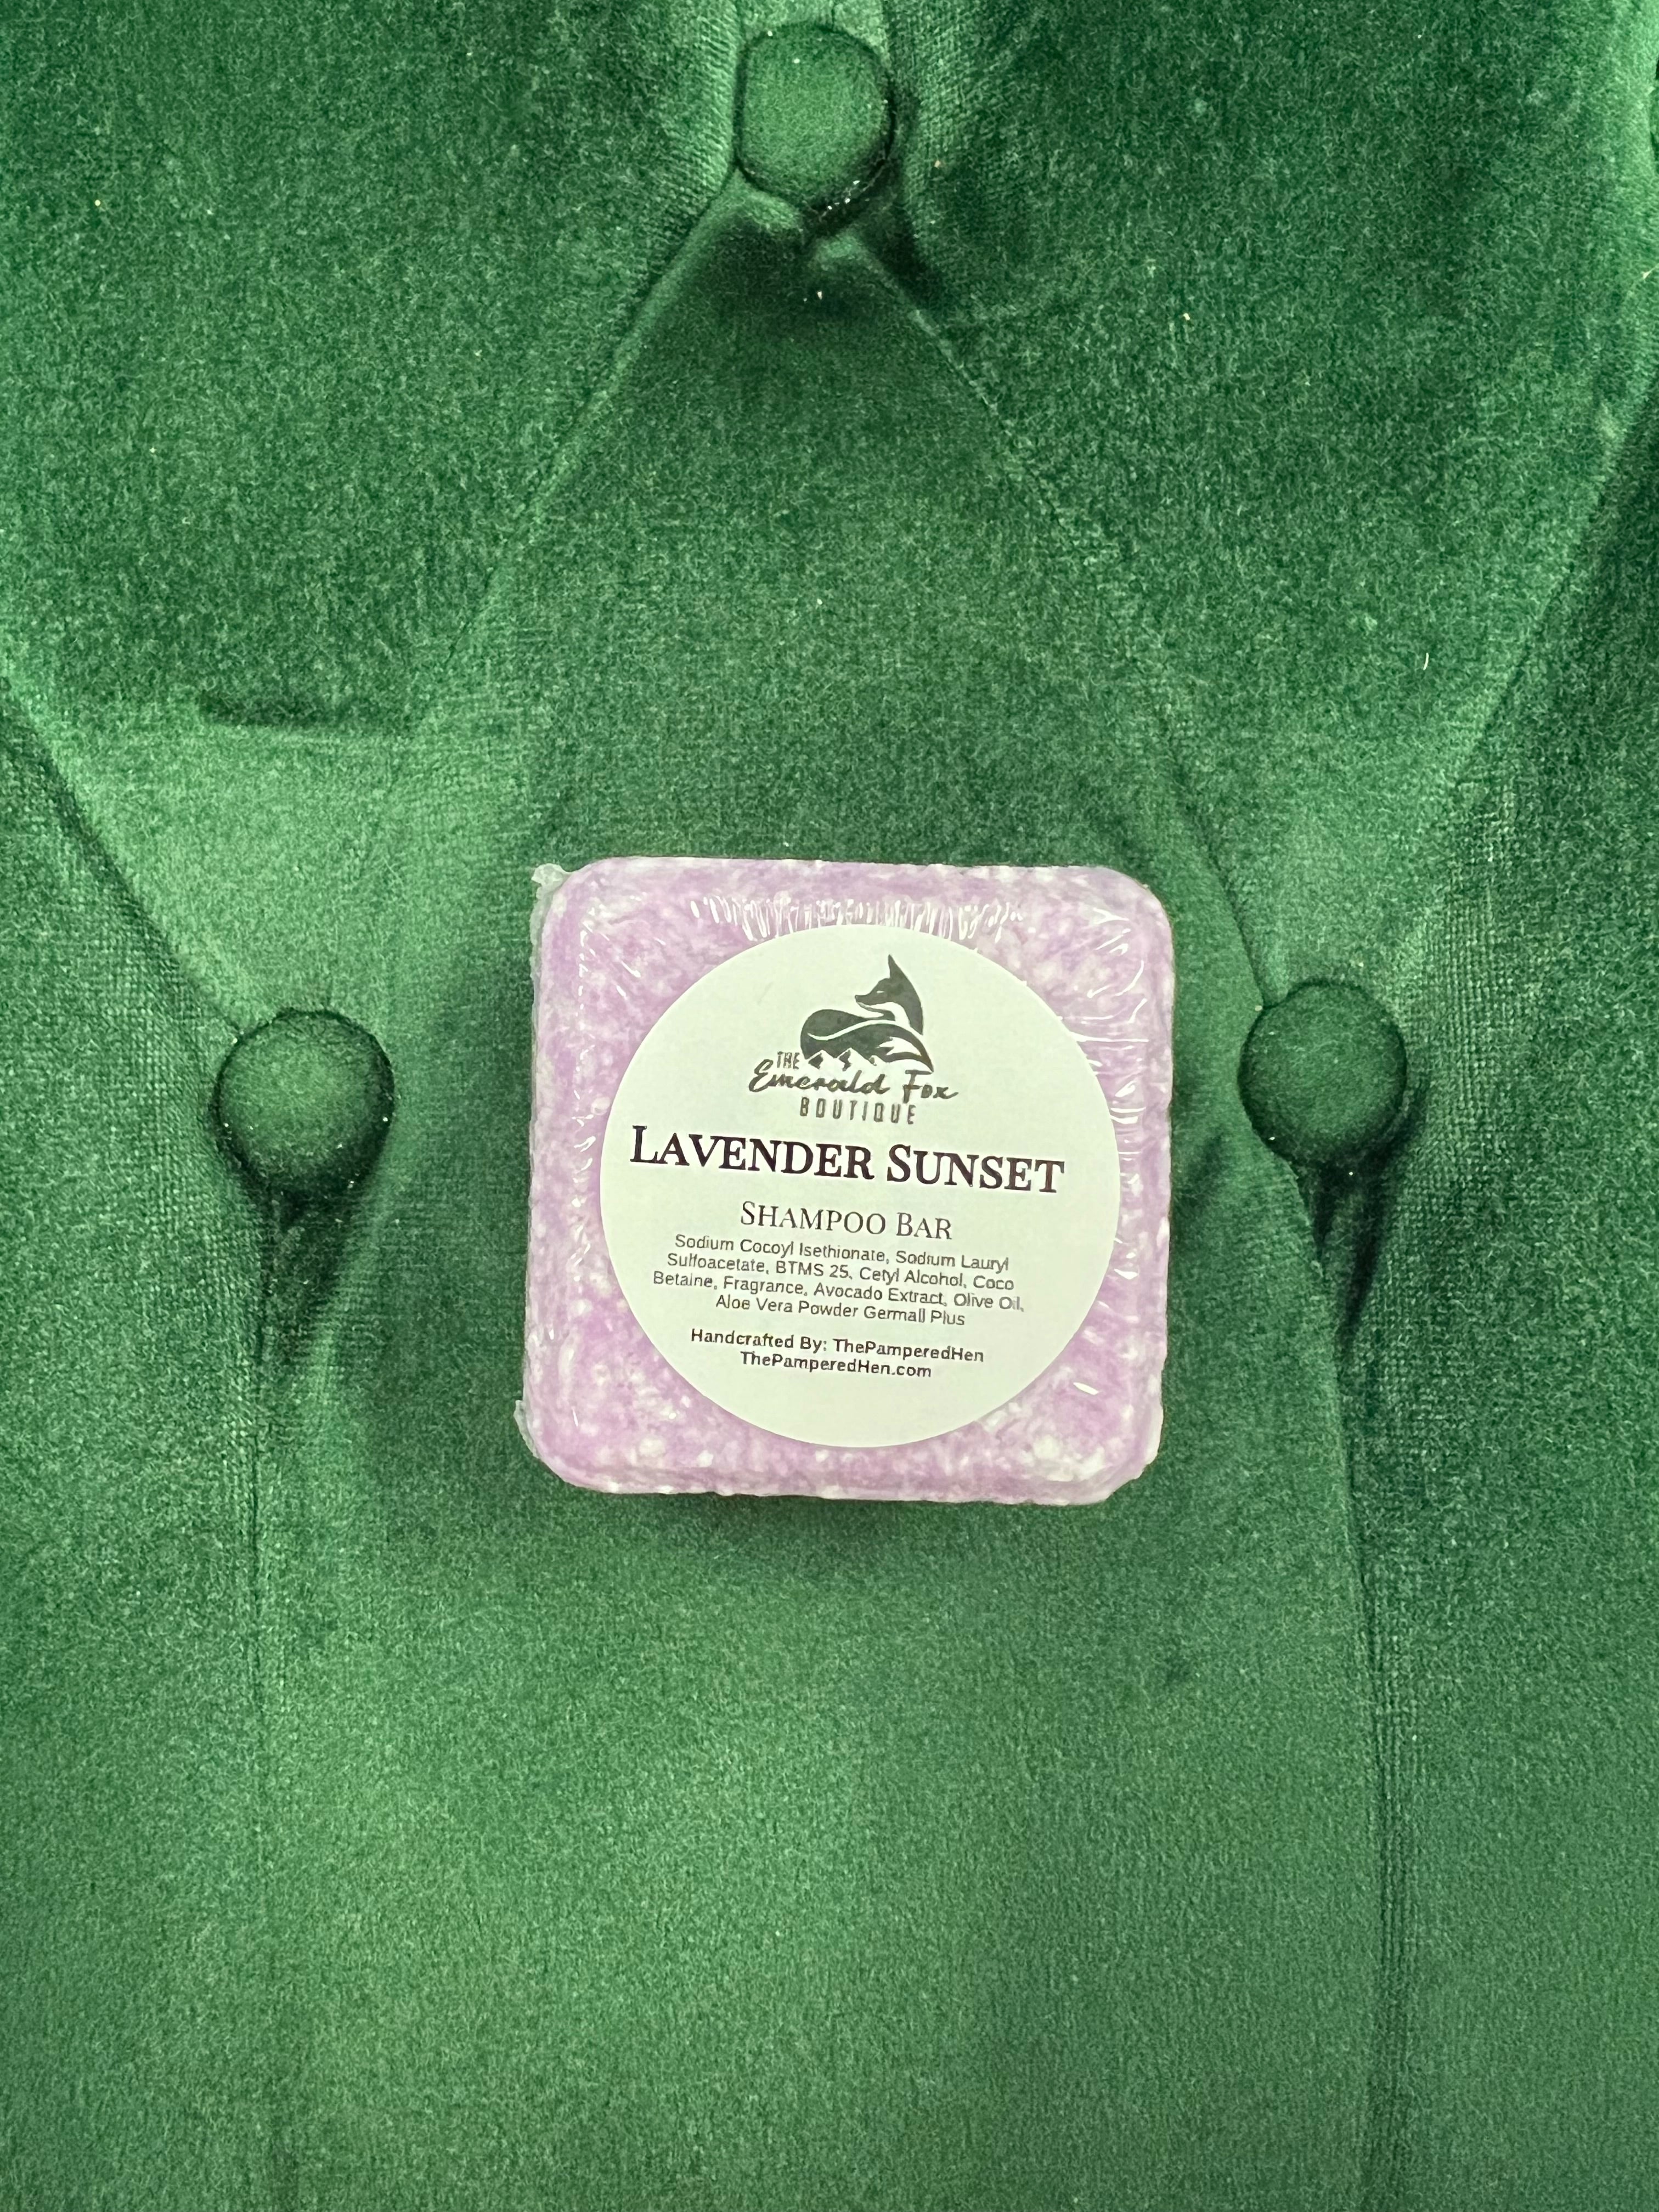 THE
Emerald Fox
BOUTIQUE
LAVENDER SUNSET
SHAMPOO BAR
Sodium Cocoyl Isethionate, Sodium Lauryl
Sulfoacetate, BTMS 25, Cetyl Alcohol, Coco
Betaine, Fragrance, Avocado Extract, Olive Oil,
Aloe Vera Powder Germall Plus
Handcrafted By: ThePamperedHen
ThePamperedHen.com